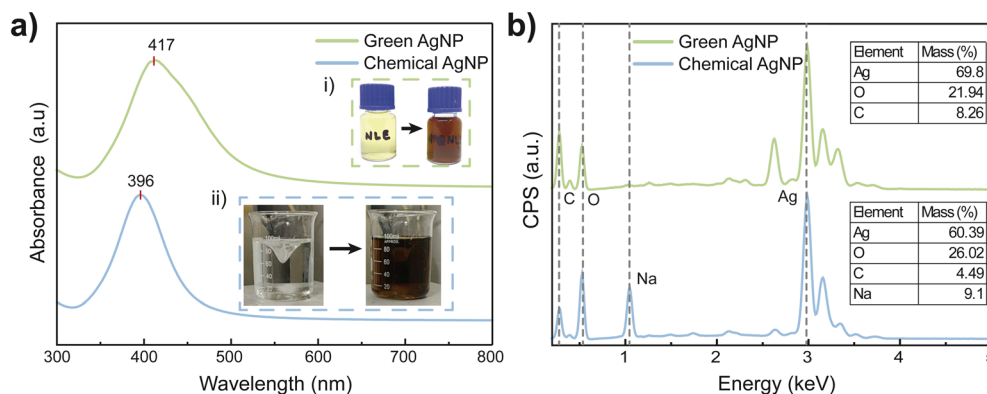 a)
417
Green AgNP
Chemical AgNP
i)
NLE
396
ii)
Absorbance (a.u)
300 400 500 600 700 800
Wavelength (nm)
b)
Green AgNP
Chemical AgNP
Element Mass (%)
Ag 69.8
O 21.94
C 8.26
C O Ag
Element Mass (%)
Ag 60.39
O 26.02
C 4.49
Na 9.1
Na
CPS (a.u.)
1 2 3 4 5
Energy (keV)